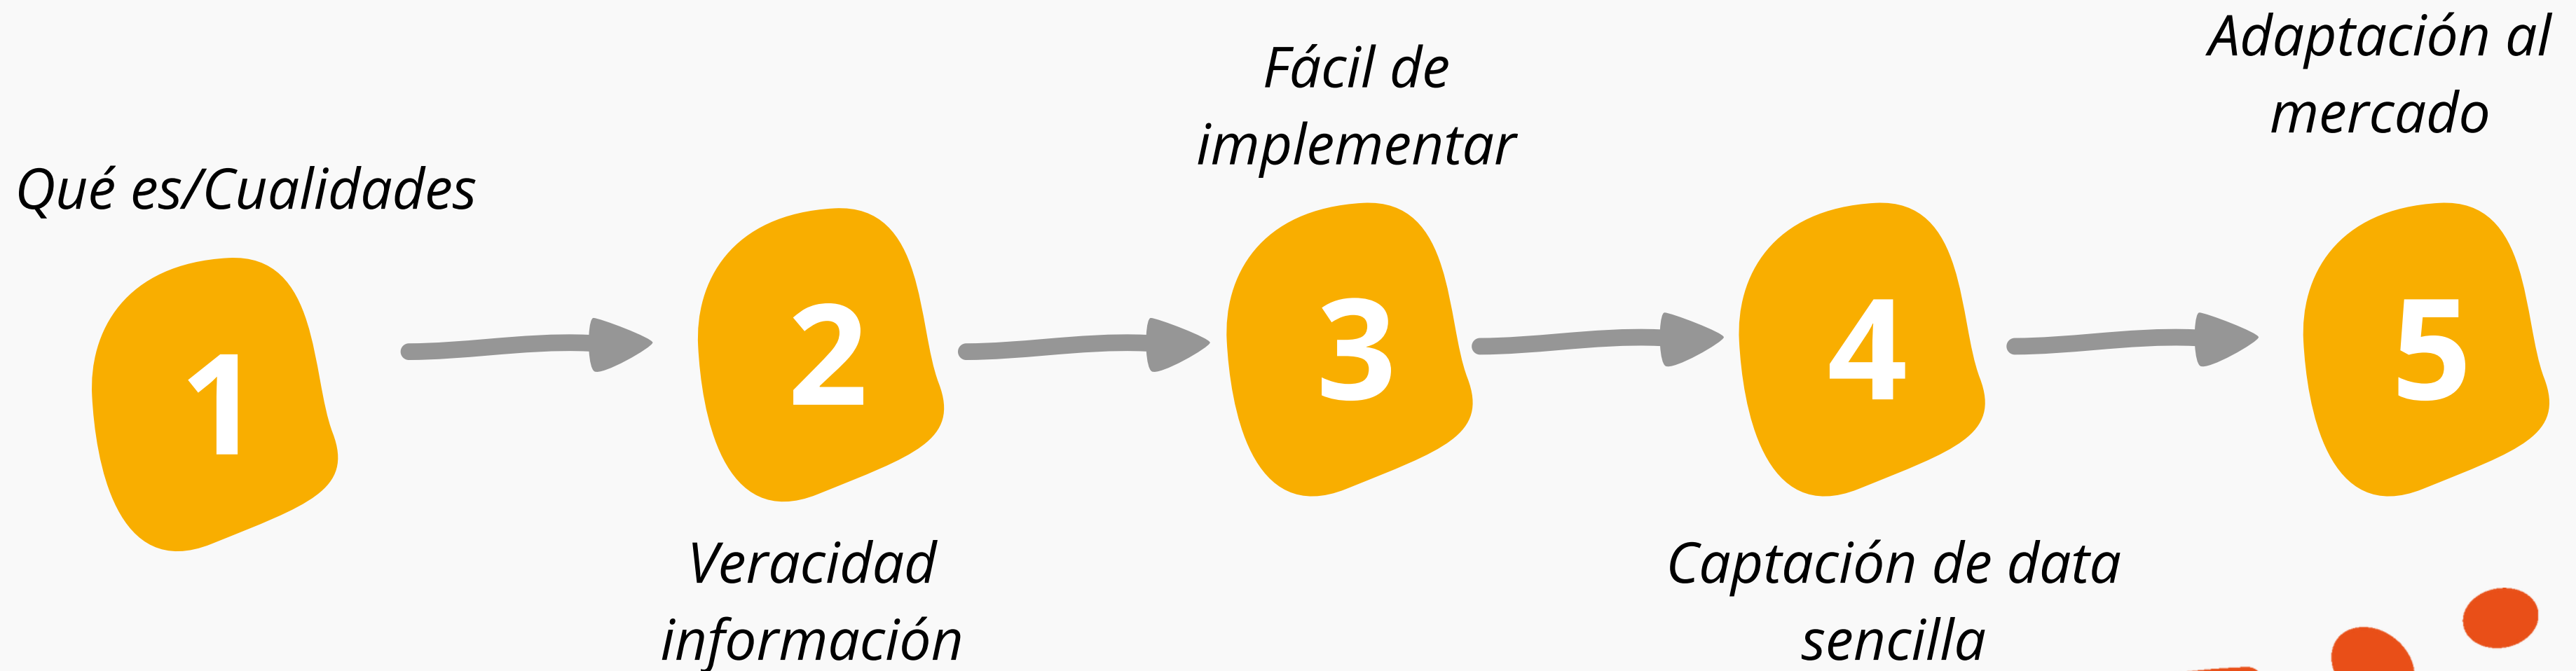 Qué es/Cualidades
1
2
Veracidad
información
Fácil de
implementar
3
4
Captación de data
sencilla
Adaptación al
mercado
5